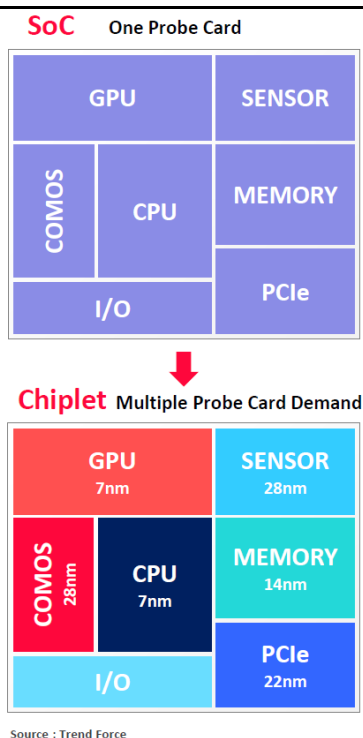 SoC One Probe Card
GPU
SENSOR
COMOS
CPU
MEMORY
I/O
PCIe
Chiplet Multiple Probe Card Demand
GPU
7nm
SENSOR
28nm
COMOS
28nm
CPU
7nm
MEMORY
14nm
I/O
PCIe
22nm
Source : Trend Force